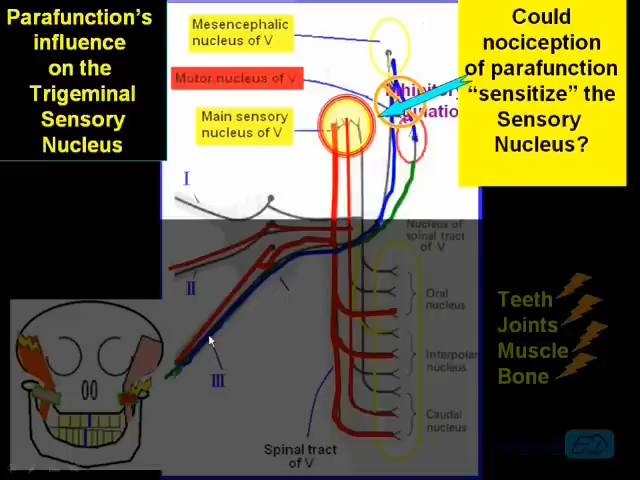 Parafunction's
influence
on the
Trigeminal
Sensory
Nucleus
Mesencephalic
nucleus of V
Motor nucleus of V
Main sensory
nucleus of V
Could
nociception
of parafunction
“sensitize” the
Sensory
Nucleus?
I
II
III
Nucleus of
spinal tract
of V
Oral
nucleus
Interpolar
nucleus
Caudal
nucleus
Spinal tract
of V
Teeth
Joints
Muscle
Bone